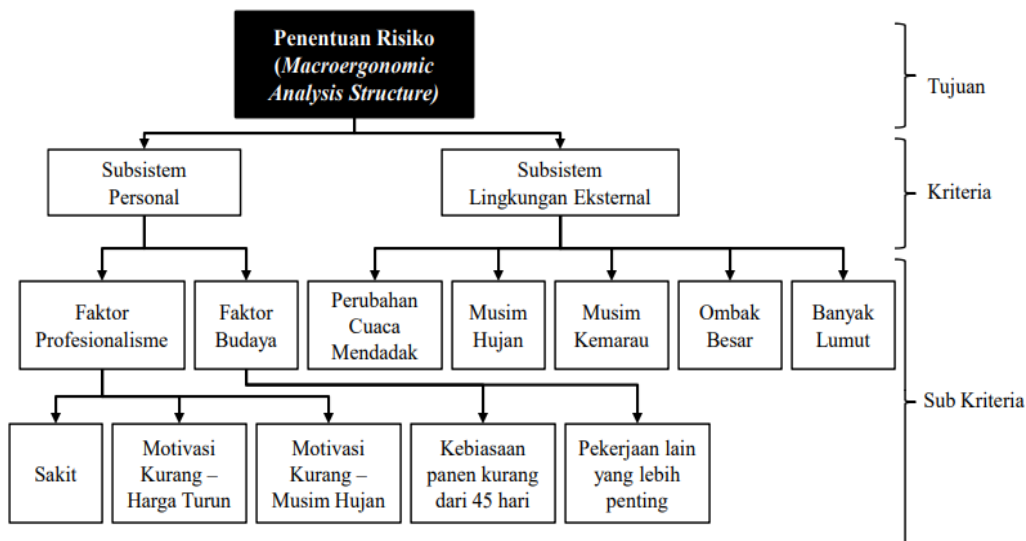 Penentuan Risiko
(Macroergonomic
Analysis Structure)
Tujuan
Subsistem
Personal
Subsistem
Lingkungan Eksternal
Kriteria
Faktor
Profesionalisme
Faktor
Budaya
Perubahan
Cuaca
Mendadak
Musim
Hujan
Musim
Kemarau
Ombak
Besar
Banyak
Lumut
Sub Kriteria
Sakit
Motivasi
Kurang –
Harga Turun
Motivasi
Kurang –
Musim Hujan
Kebiasaan
panen kurang
dari 45 hari
Pekerjaan lain
yang lebih
penting